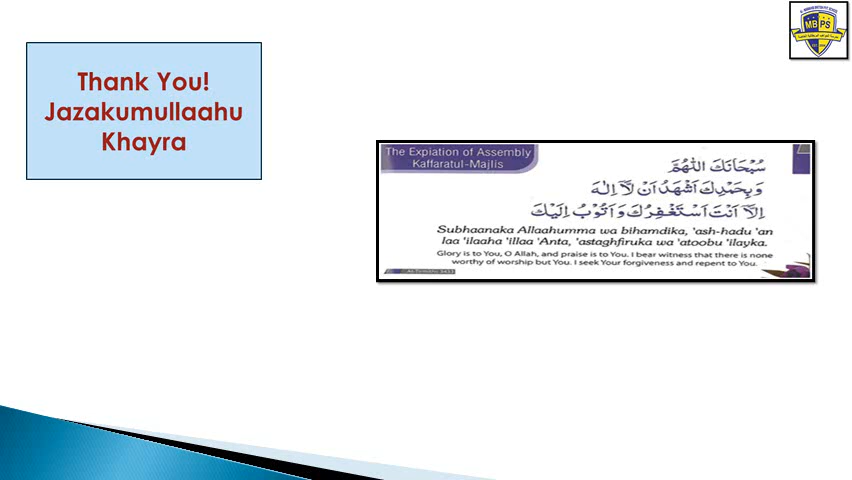 Thank You!
Jazakumullaahu
Khayra
MB PS
The Expiation of Assembly
Kaffaratul-Majlis
سُبْحَانَكَ اللّٰهُمَّ
وَبِحَمْدِكَ اَشْهَدُ اَنْ لَّآ اِلٰهَ
اِلَّآ اَنْتَ اَسْتَغْفِرُكَ وَاَتُوْبُ اِلَيْكَ
Subhaanaka Allaahumma wa bihamdika, 'ash-hadu 'an
laa 'ilaaha 'illaa 'Anta, 'astaghfiruka wa 'atoobu 'ilayka.
Glory is to You, O Allah, and praise is to You. I bear witness that there is none
worthy of worship but You. I seek Your forgiveness and repent to You.